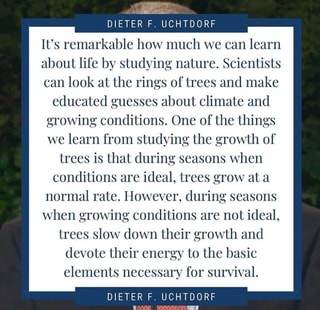 DIETER F. UCHTDORF
It's remarkable how much we can learn
about life by studying nature. Scientists
can look at the rings of trees and make
educated guesses about climate and
growing conditions. One of the things
we learn from studying the growth of
trees is that during seasons when
conditions are ideal, trees grow at a
normal rate. However, during seasons
when growing conditions are not ideal,
trees slow down their growth and
devote their energy to the basic
elements necessary for survival.
DIETER F. UCHTDORF